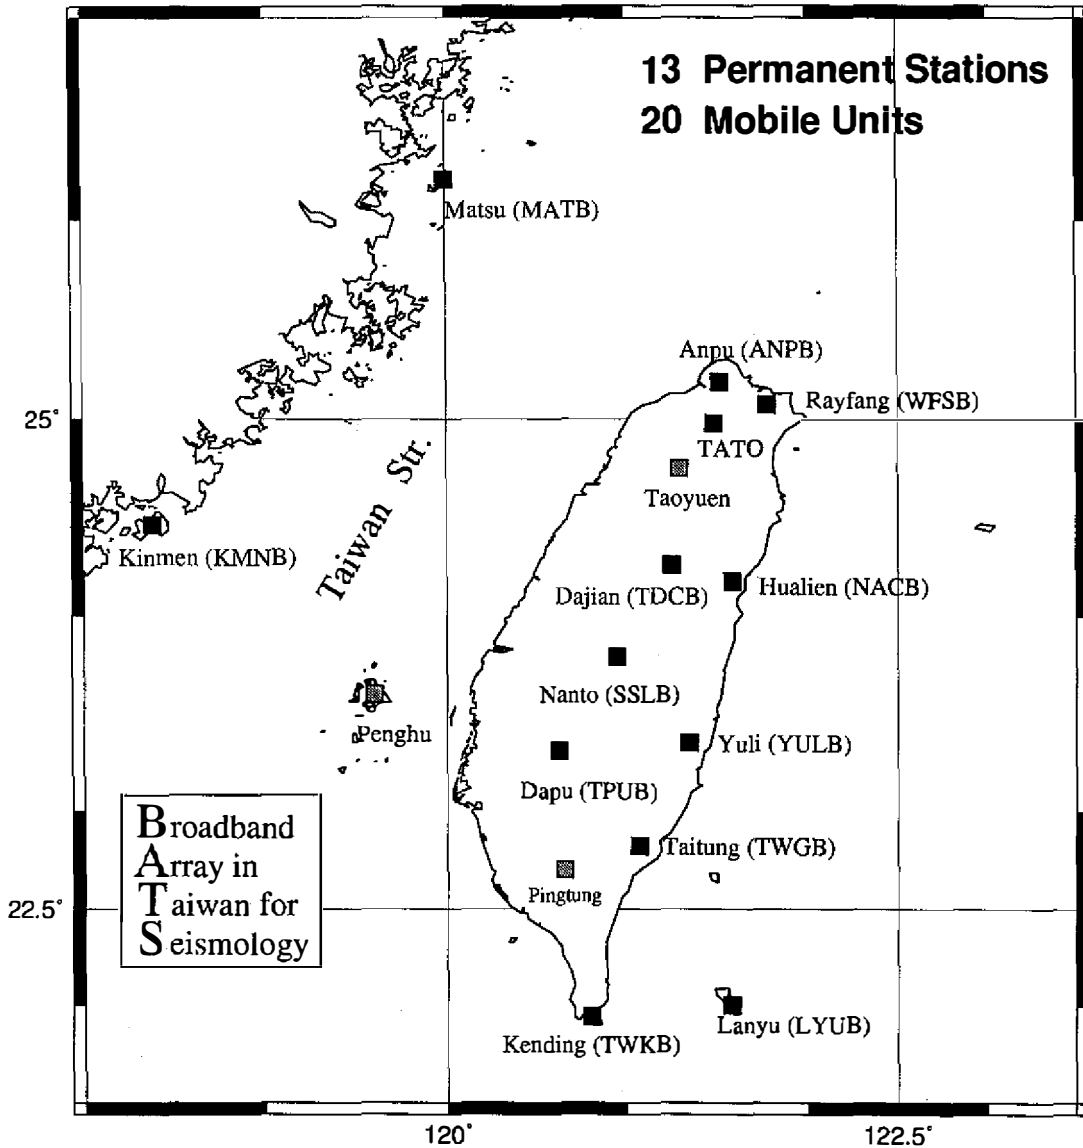 13 Permanent Stations
20 Mobile Units
Matsu (MATB)
Anpu (ANPB)
Rayfang (WFSB)
25°
TATO
Taiwan Str.
Taoyuen
Kinmen (KMNB)
Dajian (TDCB)
Hualien (NACB)
Nanto (SSLB)
Penghu
Yuli (YULB)
Dapu (TPUB)
Broadband
Array in
Taiwan for
Seismology
Taitung (TWGB)
Pingtung
22.5°
Lanyu (LYUB)
Kending (TWKB)
120°
122.5°